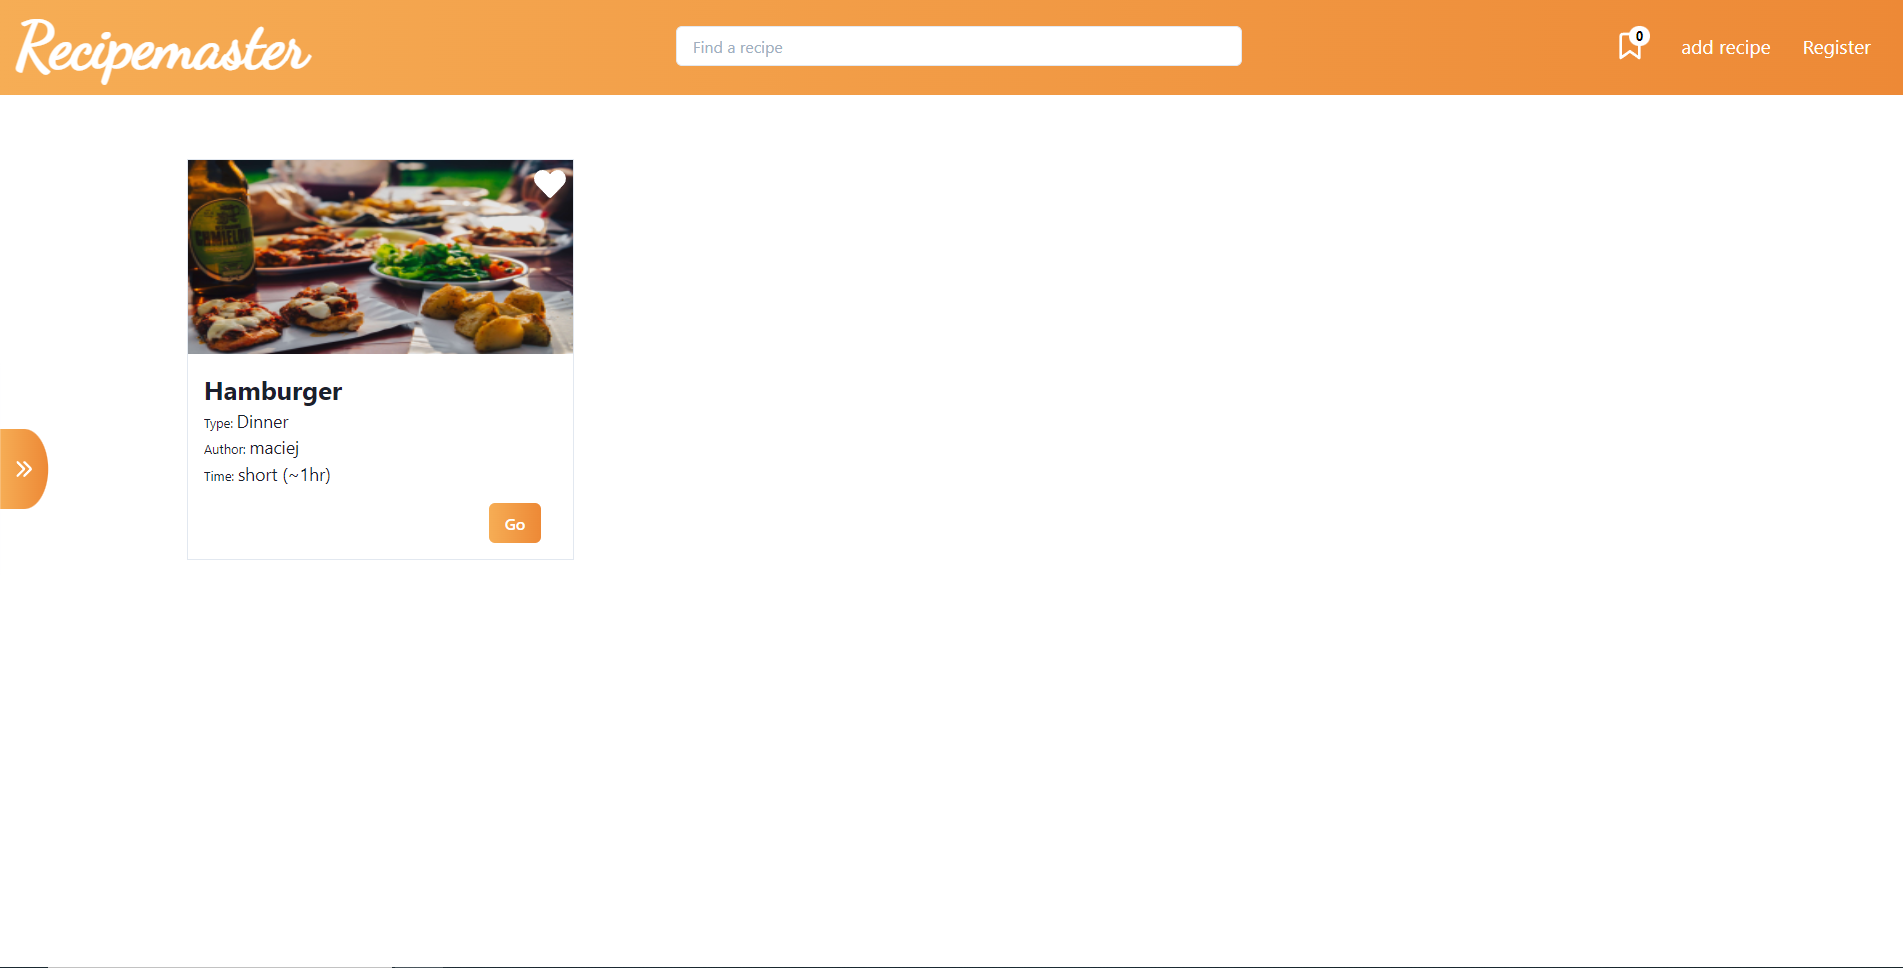 Recipemaster
Find a recipe
0
add recipe
Register
Hamburger
Type: Dinner
Author: maciej
Time: short (~1hr)
Go